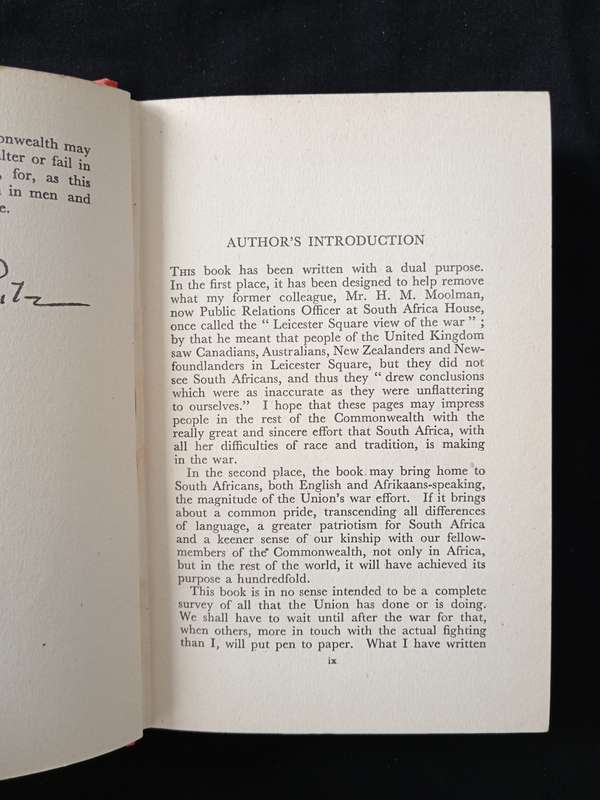 onwealth may
alter or fail in
, for, as this
in men and
e.
AUTHOR'S INTRODUCTION
THIS book has been written with a dual purpose.
In the first place, it has been designed to help remove
what my former colleague, Mr. H. M. Moolman,
now Public Relations Officer at South Africa House,
once called the " Leicester Square view of the war " ;
by that he meant that people of the United Kingdom
saw Canadians, Australians, New Zealanders and New-
foundlanders in Leicester Square, but they did not
see South Africans, and thus they " drew conclusions
which were as inaccurate as they were unflattering
to ourselves." I hope that these pages may impress
people in the rest of the Commonwealth with the
really great and sincere effort that South Africa, with
all her difficulties of race and tradition, is making
in the war.
In the second place, the book may bring home to
South Africans, both English and Afrikaans-speaking,
the magnitude of the Union's war effort. If it brings
about a common pride, transcending all differences
of language, a greater patriotism for South Africa
and a keener sense of our kinship with our fellow-
members of the Commonwealth, not only in Africa,
but in the rest of the world, it will have achieved its
purpose a hundredfold.
This book is in no sense intended to be a complete
survey of all that the Union has done or is doing.
We shall have to wait until after the war for that,
when others, more in touch with the actual fighting
than I, will put pen to paper. What I have written
ix